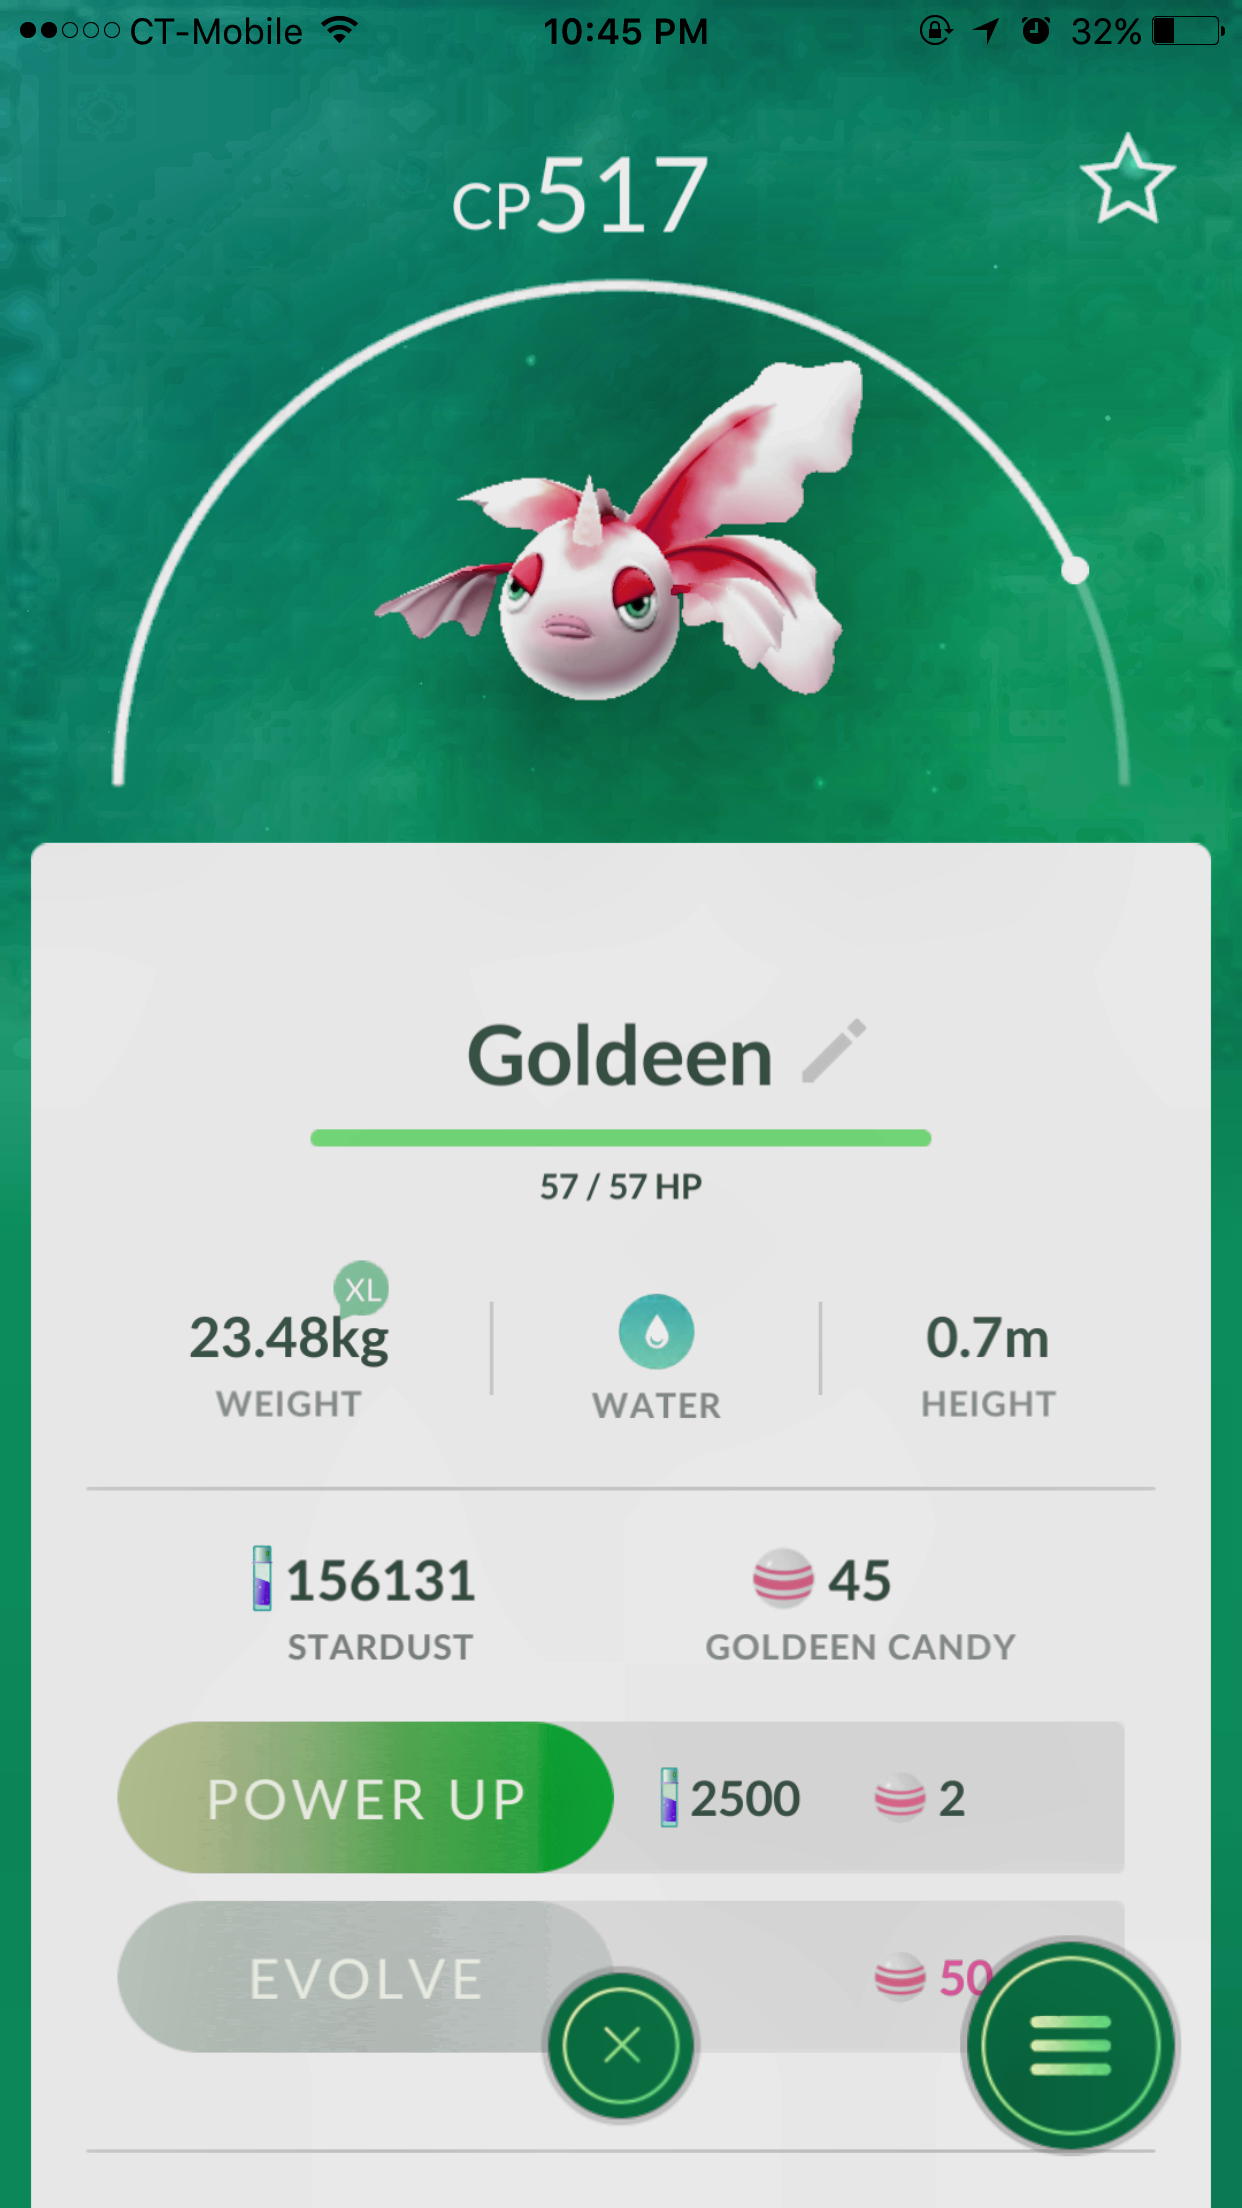 CT-Mobile 10:45 PM 32%
CP517
Goldeen
57 / 57 HP
XL
23.48kg 0.7m
WEIGHT WATER HEIGHT
156131 45
STARDUST GOLDEEN CANDY
POWER UP 2500 2
EVOLVE 50